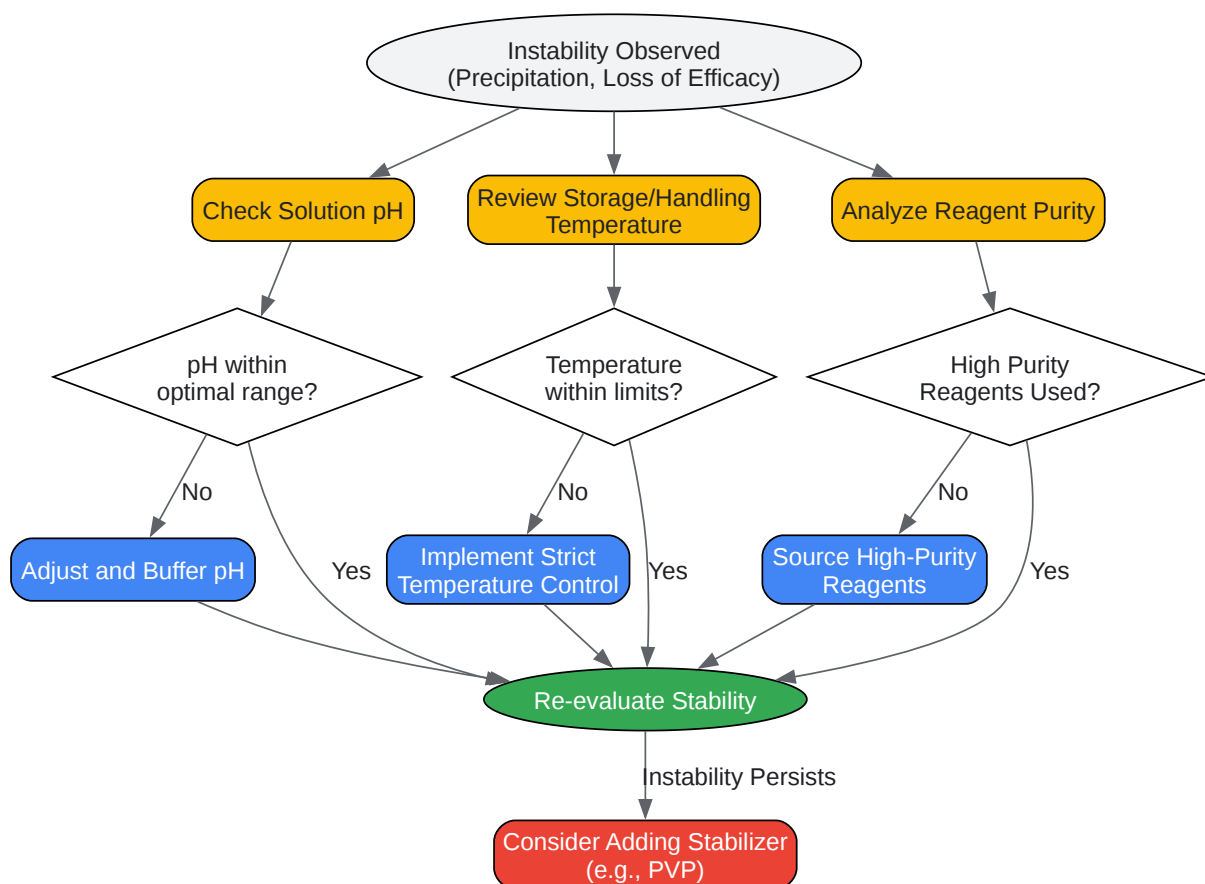 Instability Observed
(Precipitation, Loss of Efficacy)
Check Solution pH
Review Storage/Handling
Temperature
Analyze Reagent Purity
pH within
optimal range?
Temperature
within limits?
High Purity
Reagents Used?
No
No
No
Adjust and Buffer pH
Yes
Implement Strict
Temperature Control
Yes
Source High-Purity
Reagents
Yes
Re-evaluate Stability
Instability Persists
Consider Adding Stabilizer
(e.g., PVP)